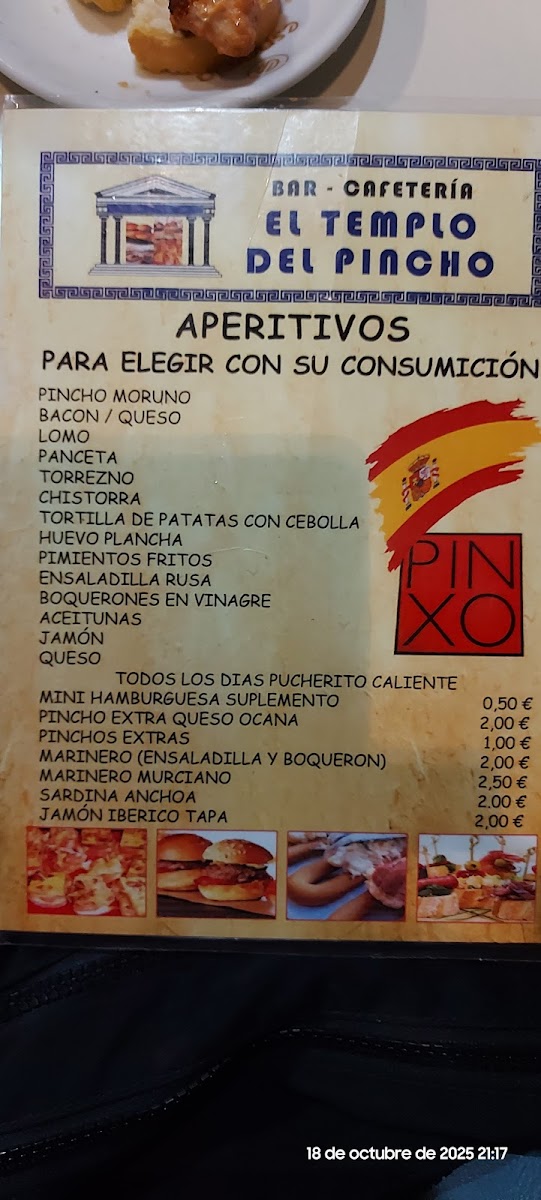 BAR - CAFETERÍA
EL TEMPLO
DEL PINCHO
APERITIVOS
PARA ELEGIR CON SU CONSUMICIÓN
PINCHO MORUNO
BACON / QUESO
LOMO
PANCETA
TORREZNO
CHISTORRA
TORTILLA DE PATATAS CON CEBOLLA
HUEVO PLANCHA
PIMIENTOS FRITOS
ENSALADILLA RUSA
BOQUERONES EN VINAGRE
ACEITUNAS
JAMÓN
QUESO
PIN
XO
TODOS LOS DIAS PUCHERITO CALIENTE
MINI HAMBURGUESA SUPLEMENTO 0,50 €
PINCHO EXTRA QUESO OCANA 2,00 €
PINCHOS EXTRAS 1,00 €
MARINERO (ENSALADILLA Y BOQUERON) 2,00 €
MARINERO MURCIANO 2,50 €
SARDINA ANCHOA 2.00 €
JAMÓN IBERICO TAPA 2,00 €
18 de octubre de 2025 21:17